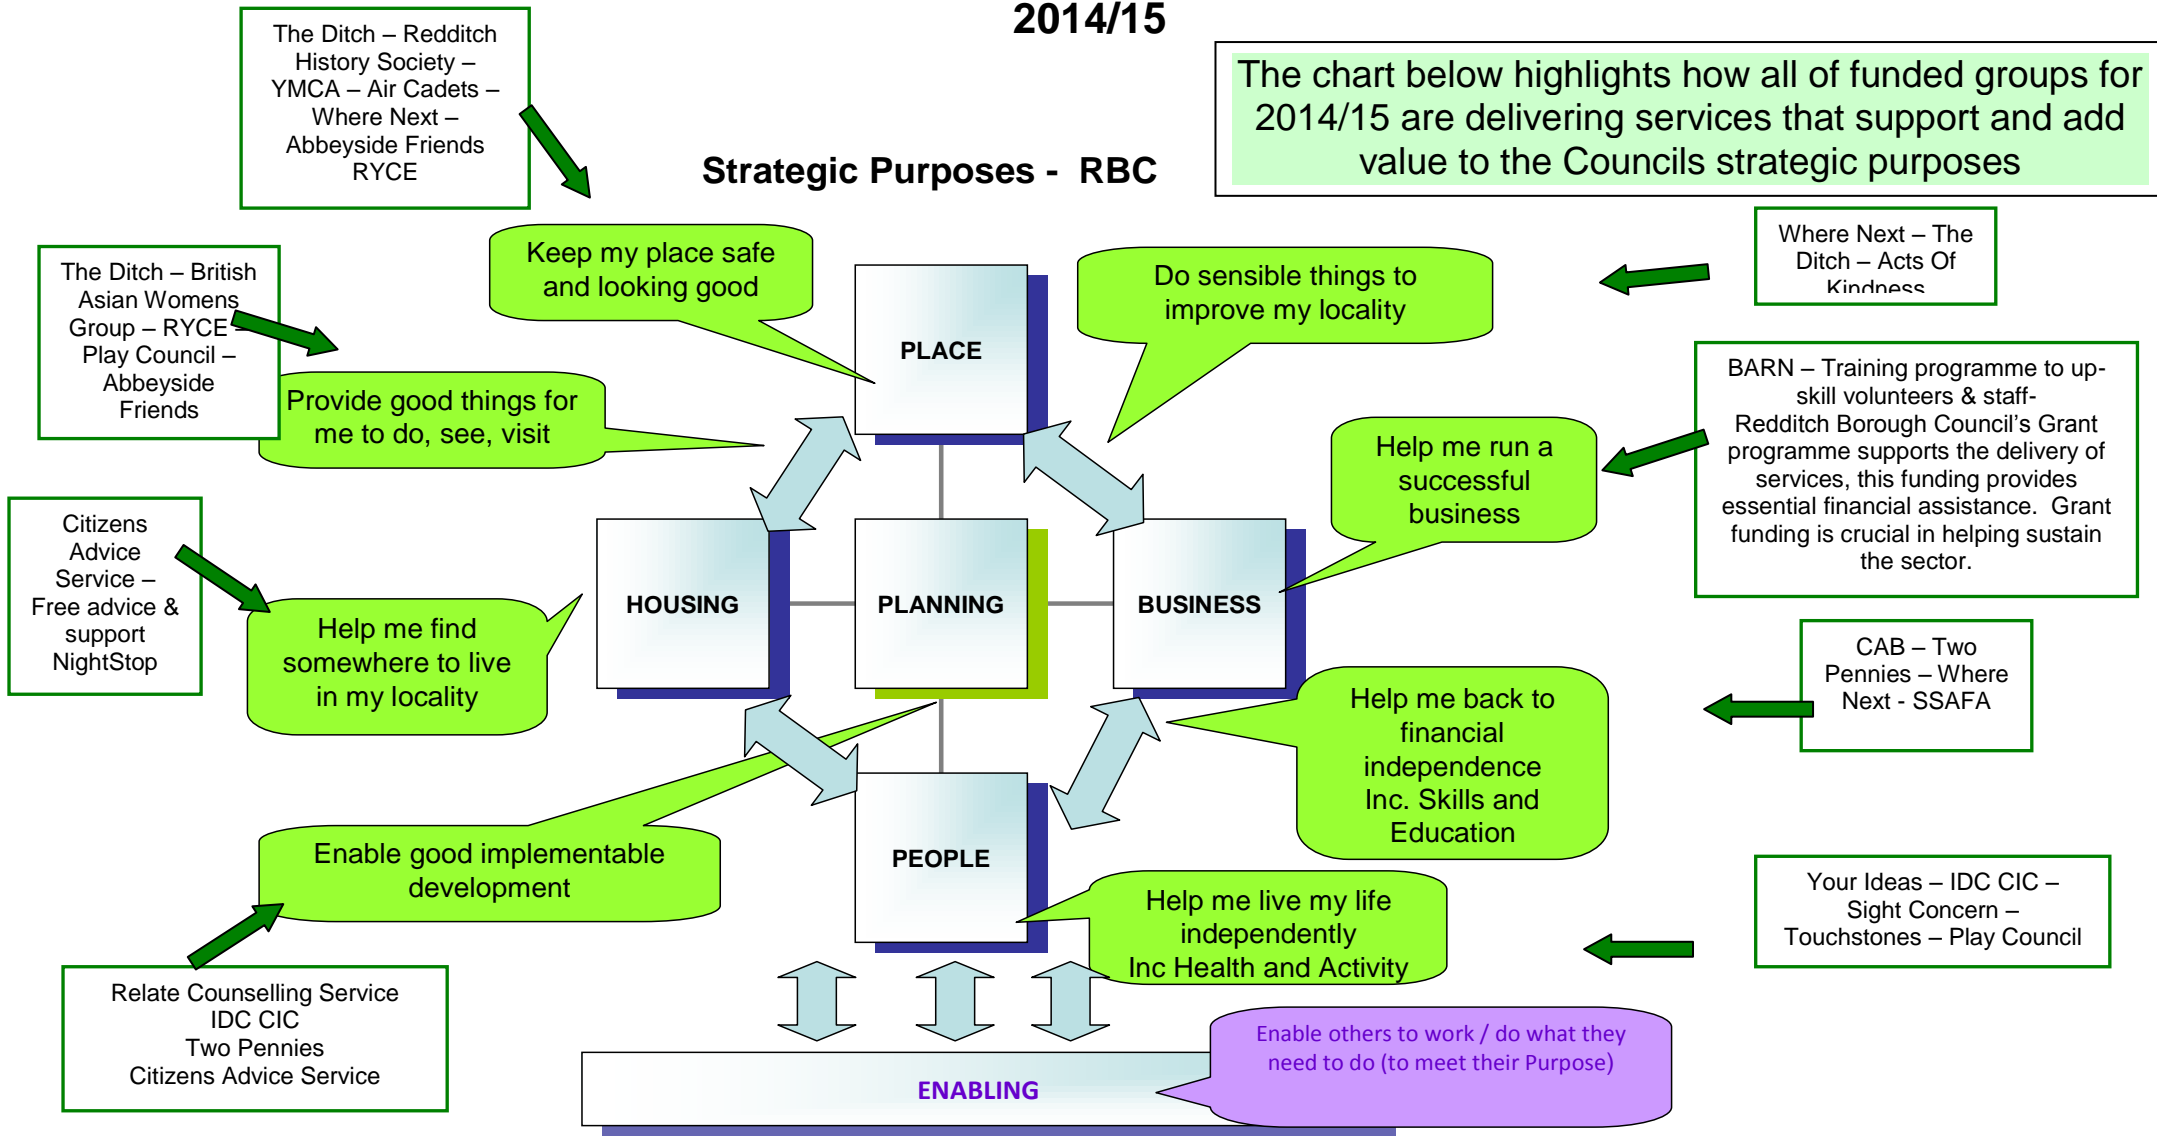 2014/15
The Ditch – Redditch
History Society –
YMCA – Air Cadets –
Where Next –
Abbeyside Friends
RYCE
The chart below highlights how all of funded groups for
2014/15 are delivering services that support and add
value to the Councils strategic purposes
Strategic Purposes - RBC
Keep my place safe
and looking good
Do sensible things to
improve my locality
Where Next – The
Ditch – Acts Of
Kindness
The Ditch – British
Asian Womens
Group – RYCE –
Play Council –
Abbeyside
Friends
Provide good things for
me to do, see, visit
PLACE
Help me run a
successful
business
BARN – Training programme to up-
skill volunteers & staff-
Redditch Borough Council’s Grant
programme supports the delivery of
services, this funding provides
essential financial assistance. Grant
funding is crucial in helping sustain
the sector.
Citizens
Advice
Service –
Free advice &
support
NightStop
Help me find
somewhere to live
in my locality
HOUSING
PLANNING
BUSINESS
CAB – Two
Pennies – Where
Next - SSAFA
Help me back to
financial
independence
Inc. Skills and
Education
Enable good implementable
development
PEOPLE
Help me live my life
independently
Inc Health and Activity
Your Ideas – IDC CIC –
Sight Concern –
Touchstones – Play Council
Relate Counselling Service
IDC CIC
Two Pennies
Citizens Advice Service
Enable others to work / do what they
need to do (to meet their Purpose)
ENABLING